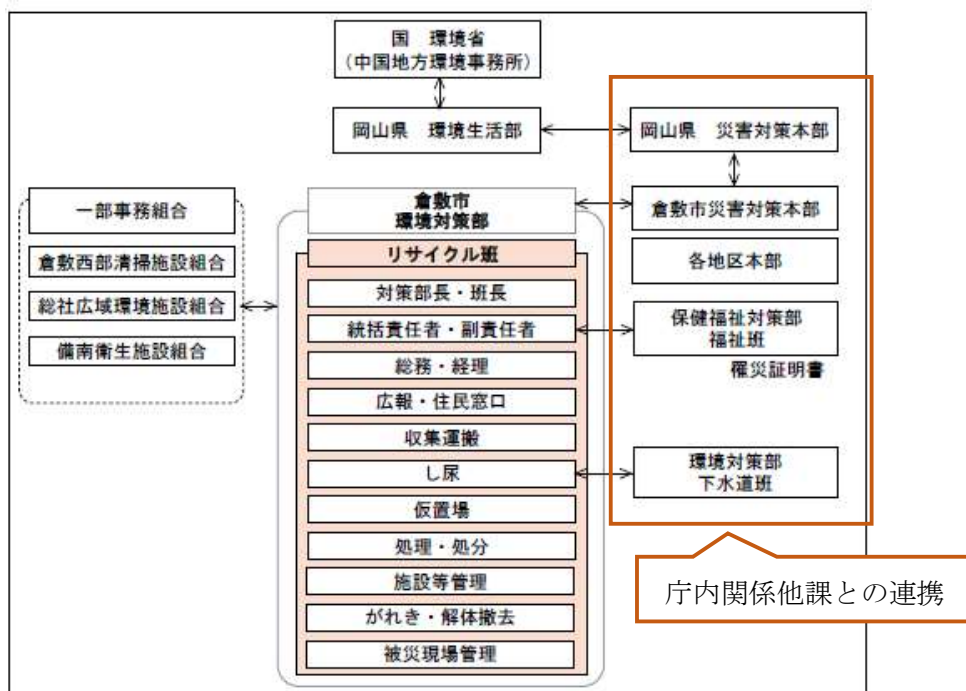 国　環境省
（中国地方環境事務所）
岡山県　環境生活部
岡山県　災害対策本部
一部事務組合
倉敷西部清掃施設組合
総社広域環境施設組合
備南衛生施設組合
倉敷市
環境対策部
リサイクル班
対策部長・班長
統括責任者・副責任者
総務・経理
広報・住民窓口
収集運搬
し尿
仮置場
処理・処分
施設等管理
がれき・解体撤去
被災現場管理
倉敷市災害対策本部
各地区本部
保健福祉対策部
福祉班
罹災証明書
環境対策部
下水道班
庁内関係他課との連携